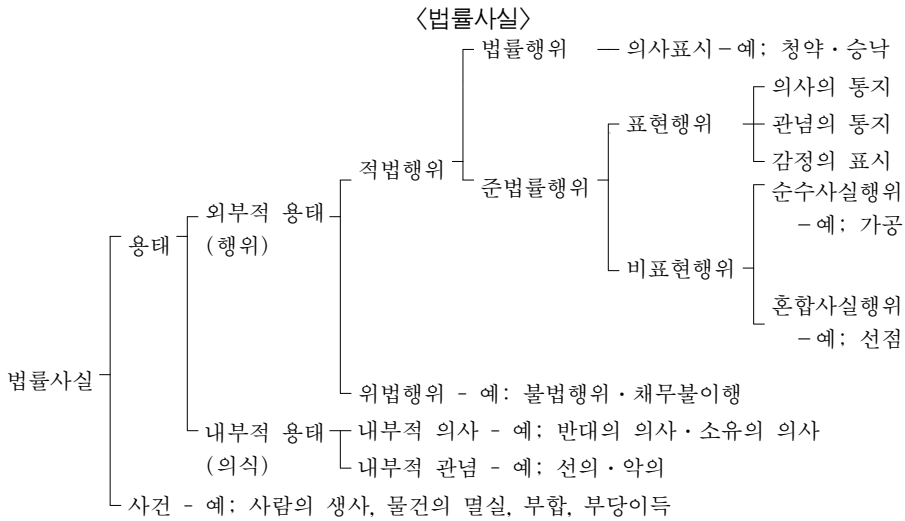 〈법률사실〉
법률행위 — 의사표시 – 예; 청약・승낙
의사의 통지
표현행위
관념의 통지
적법행위
감정의 표시
준법률행위
순수사실행위
– 예; 가공
외부적 용태
(행위)
용태
비표현행위
혼합사실행위
– 예; 선점
법률사실
위법행위 - 예; 불법행위・채무불이행
내부적 용태
(의식)
내부적 의사 - 예; 반대의 의사・소유의 의사
내부적 관념 - 예; 선의・악의
사건 - 예; 사람의 생사, 물건의 멸실, 부합, 부당이득